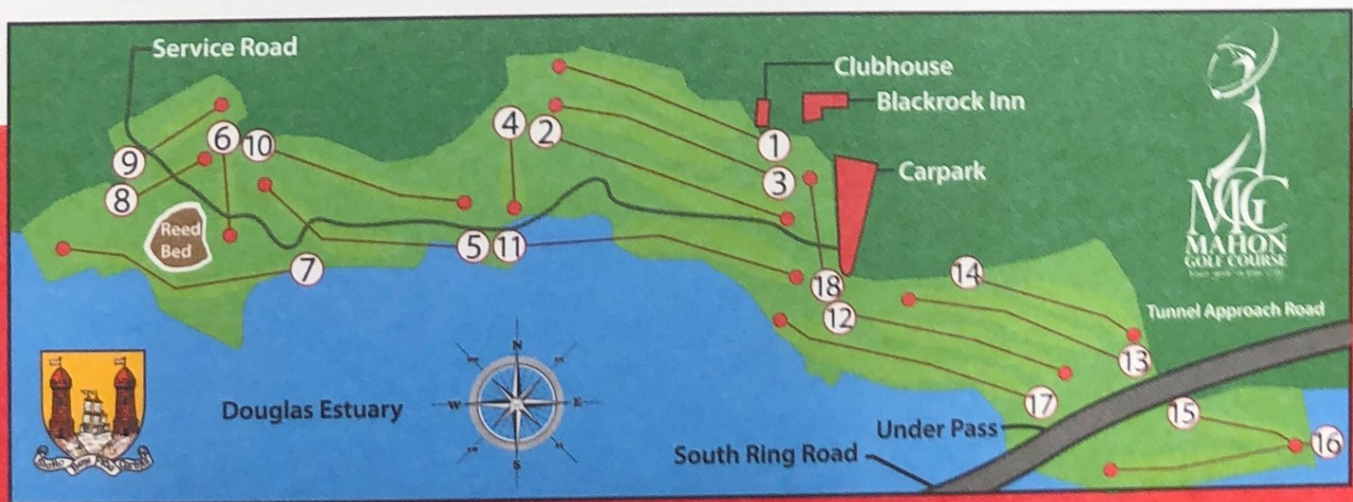 Service Road
Clubhouse
Blackrock Inn
Carpark
1
2
3
4
5
6
7
8
9
10
11
12
13
14
15
16
17
18
Reed
Bed
MGC
MAHON
GOLF COURSE
Tunnel Approach Road
Under Pass
South Ring Road
Douglas Estuary
N
E
S
W